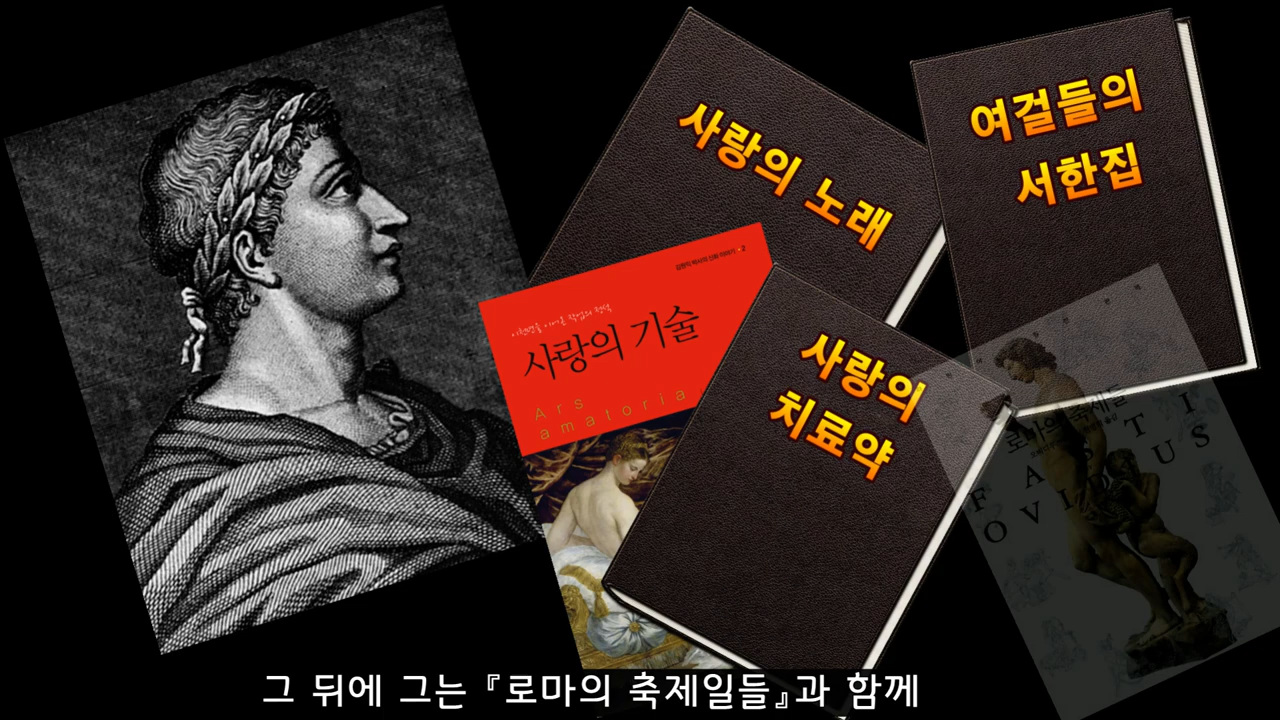 사랑의 노래
여걸들의
서한집
사랑의 기술
Ars
amatoria
사랑의
치료약
로마의 축제들
FASTI
OVIDIUS
그 뒤에 그는 『로마의 축제일들』과 함께